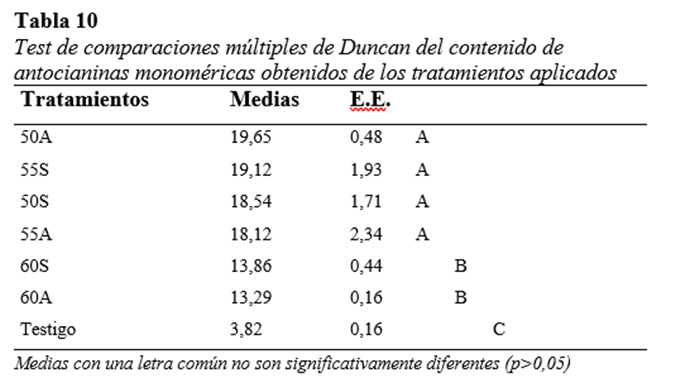 Tabla 10
Test de comparaciones múltiples de Duncan del contenido de
antocianinas monoméricas obtenidos de los tratamientos aplicados
Tratamientos Medias E.E.
50A 19,65 0,48 A
55S 19,12 1,93 A
50S 18,54 1,71 A
55A 18,12 2,34 A
60S 13,86 0,44 B
60A 13,29 0,16 B
Testigo 3,82 0,16 C
Medias con una letra común no son significativamente diferentes (p>0,05)